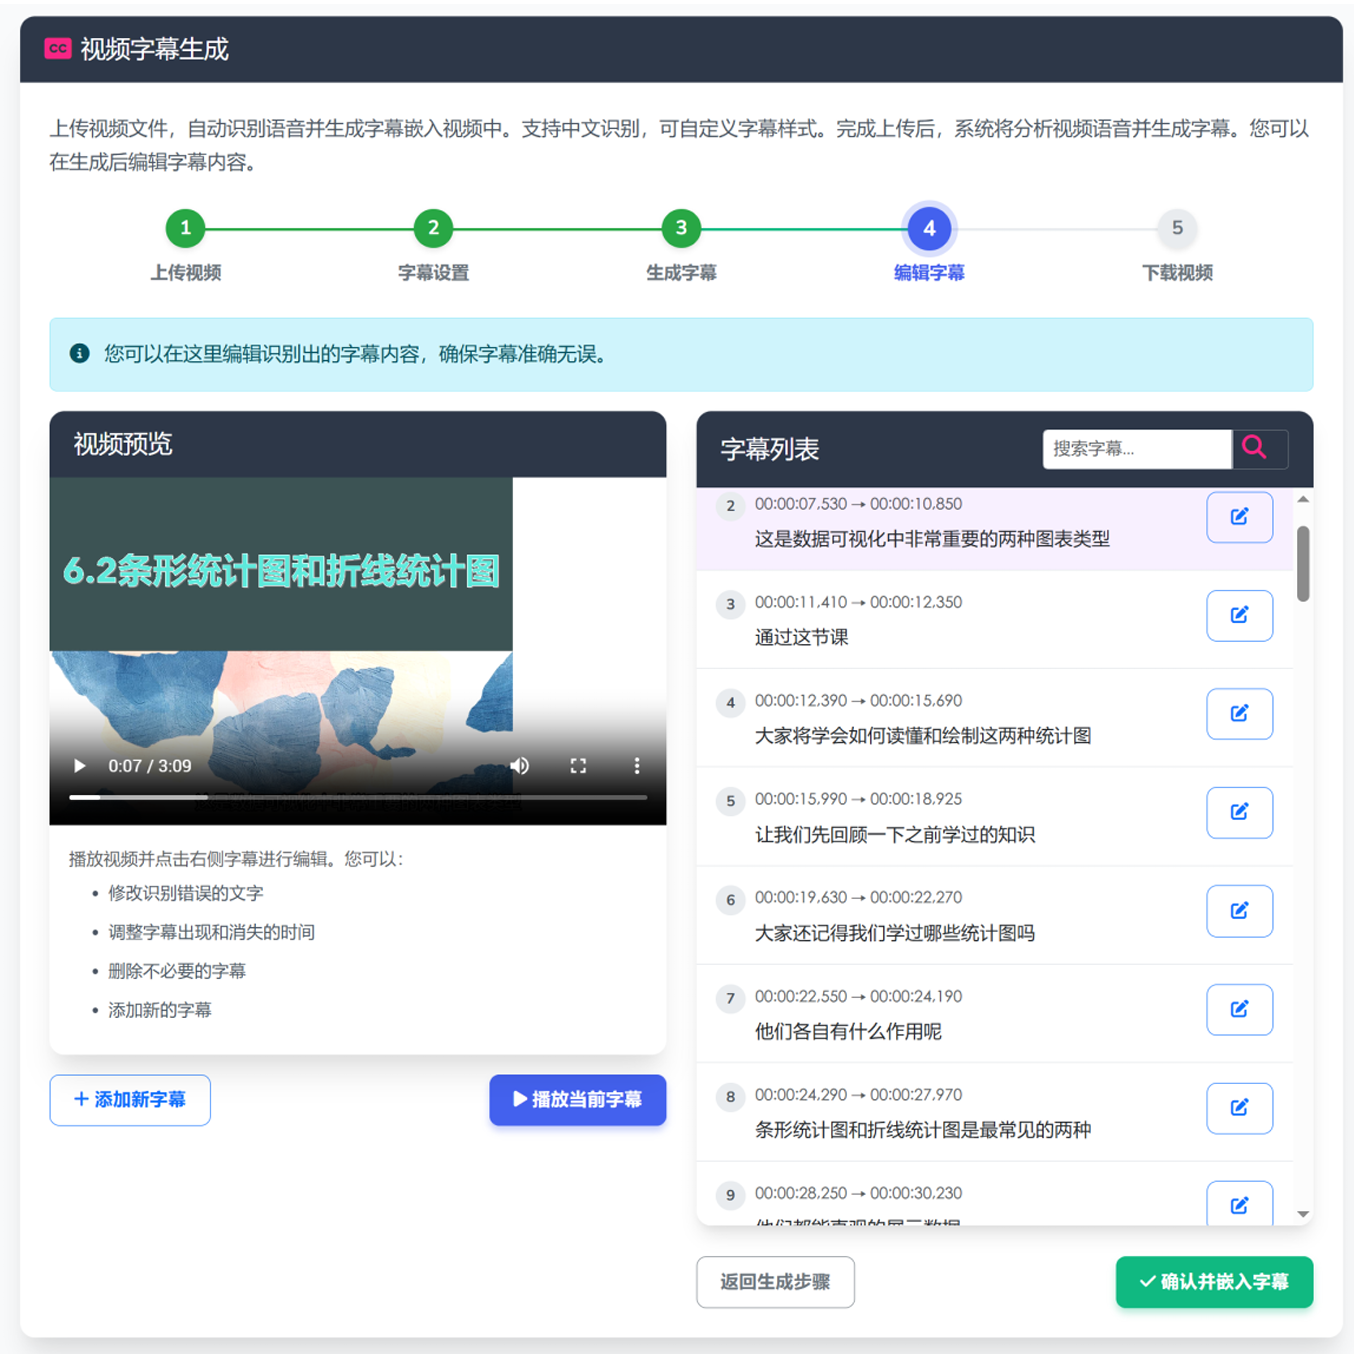 CC 视频字幕生成
上传视频文件，自动识别语音并生成字幕嵌入视频中。支持中文识别，可自定义字幕样式。完成上传后，系统将分析视频语音并生成字幕。您可以
在生成后编辑字幕内容。
1 2 3 4 5
上传视频 字幕设置 生成字幕 编辑字幕 下载视频
您可以在这里编辑识别出的字幕内容，确保字幕准确无误。
视频预览
6.2条形统计图和折线统计图
0:07 / 3:09
播放视频并点击右侧字幕进行编辑。您可以：
• 修改识别错误的文字
• 调整字幕出现和消失的时间
• 删除不必要的字幕
• 添加新的字幕
+ 添加新字幕
播放当前字幕
字幕列表
搜索字幕...
2 00:00:07,530 → 00:00:10,850
这是数据可视化中非常重要的两种图表类型
3 00:00:11,410 → 00:00:12,350
通过这节课
4 00:00:12,390 → 00:00:15,690
大家将学会如何读懂和绘制这两种统计图
5 00:00:15,990 → 00:00:18,925
让我们先回顾一下之前学过的知识
6 00:00:19,630 → 00:00:22,270
大家还记得我们学过哪些统计图吗
7 00:00:22,550 → 00:00:24,190
他们各自有什么作用呢
8 00:00:24,290 → 00:00:27,970
条形统计图和折线统计图是最常见的两种
9 00:00:28,250 → 00:00:30,230
他们都能直观的展示数据
返回生成步骤
确认并嵌入字幕